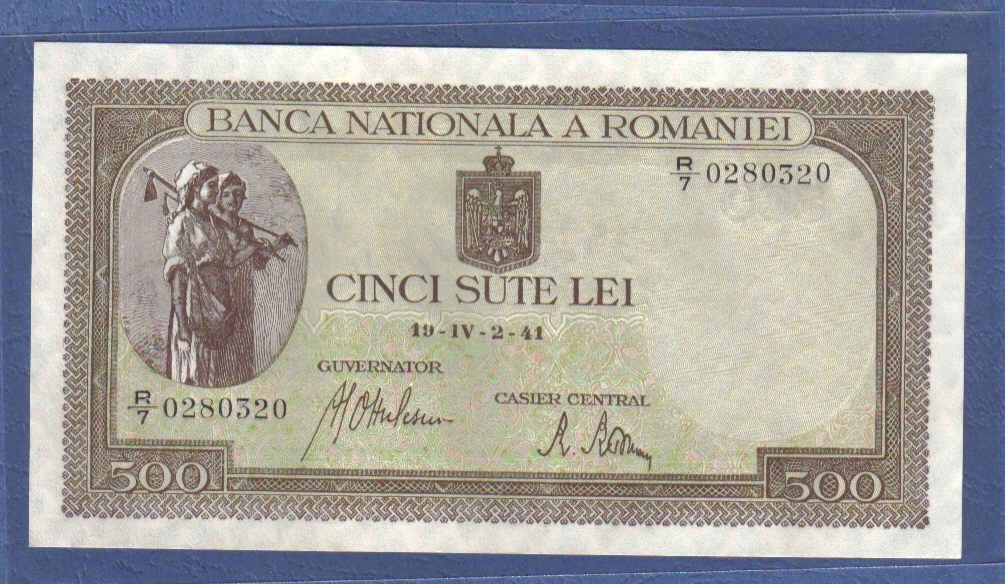 BANCA NATIONALA A ROMANIEI
R/7 0280320
CINCI SUTE LEI
19-IV-2-41
GUVERNATOR
CASIER CENTRAL
R/7 0280320
500
500